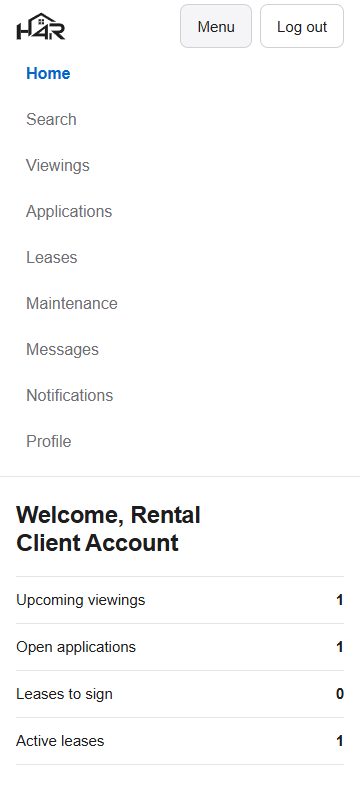 H4R
Menu
Log out
Home
Search
Viewings
Applications
Leases
Maintenance
Messages
Notifications
Profile
Welcome, Rental
Client Account
Upcoming viewings 1
Open applications 1
Leases to sign 0
Active leases 1